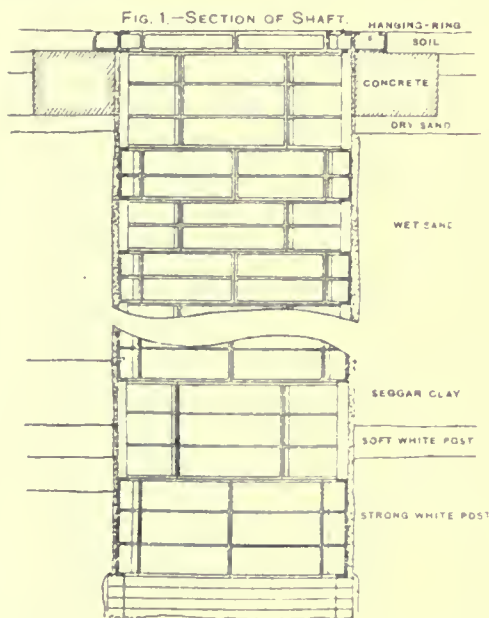 FIG. 1.—SECTION OF SHAFT.
HANGING-RING
SOIL
CONCRETE
DRY SAND
WET SAND
SEGGAR CLAY
SOFT WHITE POST
STRONG WHITE POST